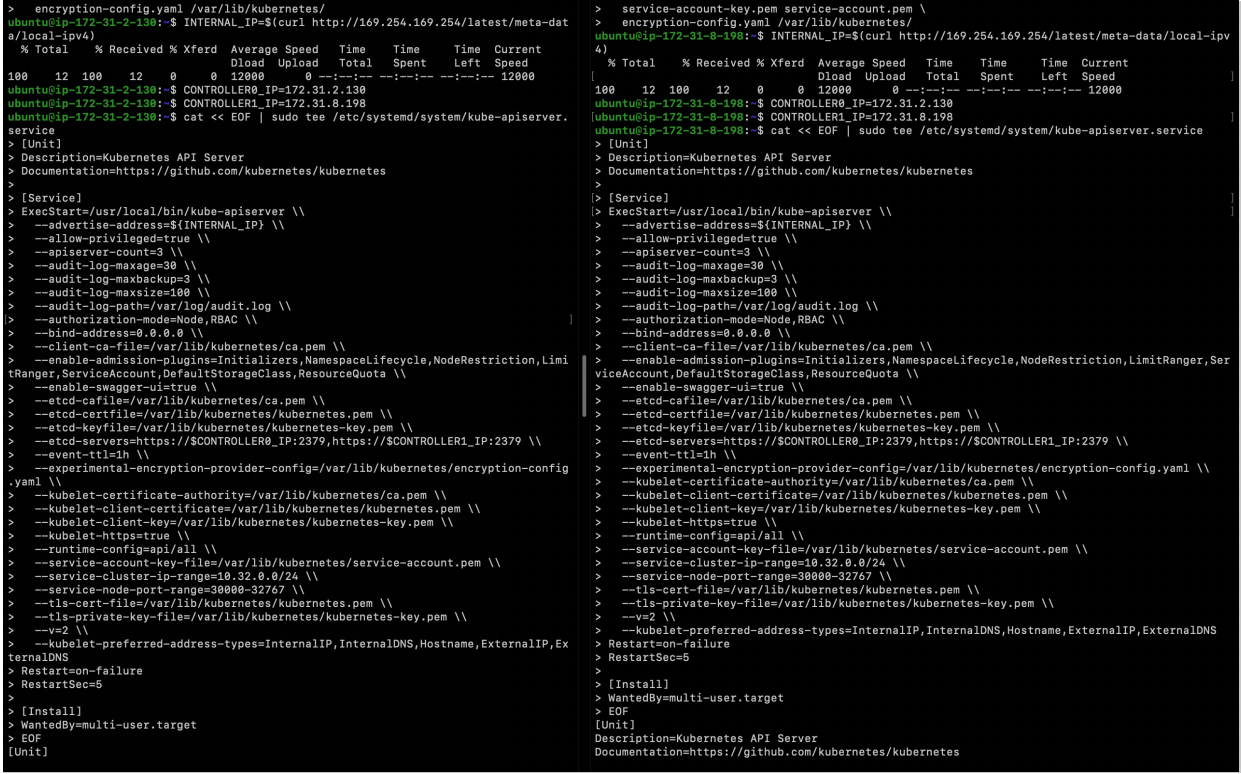 >    encryption-config.yaml /var/lib/kubernetes/
ubuntu@ip-172-31-2-130:~$ INTERNAL_IP=$(curl http://169.254.169.254/latest/meta-dat
a/local-ipv4)
  % Total    % Received % Xferd  Average Speed   Time    Time     Time  Current
                                 Dload  Upload   Total   Spent    Left  Speed
100    12  100    12    0     0  12000      0 --:--:-- --:--:-- --:--:-- 12000
ubuntu@ip-172-31-2-130:~$ CONTROLLER0_IP=172.31.2.130
ubuntu@ip-172-31-2-130:~$ CONTROLLER1_IP=172.31.8.198
ubuntu@ip-172-31-2-130:~$ cat << EOF | sudo tee /etc/systemd/system/kube-apiserver.
service
> [Unit]
> Description=Kubernetes API Server
> Documentation=https://github.com/kubernetes/kubernetes
>
> [Service]
> ExecStart=/usr/local/bin/kube-apiserver \\
>   --advertise-address=${INTERNAL_IP} \\
>   --allow-privileged=true \\
>   --apiserver-count=3 \\
>   --audit-log-maxage=30 \\
>   --audit-log-maxbackup=3 \\
>   --audit-log-maxsize=100 \\
>   --audit-log-path=/var/log/audit.log \\
[>   --authorization-mode=Node,RBAC \\ ]
>   --bind-address=0.0.0.0 \\
>   --client-ca-file=/var/lib/kubernetes/ca.pem \\
>   --enable-admission-plugins=Initializers,NamespaceLifecycle,NodeRestriction,Limi
tRanger,ServiceAccount,DefaultStorageClass,ResourceQuota \\
>   --enable-swagger-ui=true \\
>   --etcd-cafile=/var/lib/kubernetes/ca.pem \\
>   --etcd-certfile=/var/lib/kubernetes/kubernetes.pem \\
>   --etcd-keyfile=/var/lib/kubernetes/kubernetes-key.pem \\
>   --etcd-servers=https://$CONTROLLER0_IP:2379,https://$CONTROLLER1_IP:2379 \\
>   --event-ttl=1h \\
>   --experimental-encryption-provider-config=/var/lib/kubernetes/encryption-config
.yaml \\
>   --kubelet-certificate-authority=/var/lib/kubernetes/ca.pem \\
>   --kubelet-client-certificate=/var/lib/kubernetes/kubernetes.pem \\
>   --kubelet-client-key=/var/lib/kubernetes/kubernetes-key.pem \\
>   --kubelet-https=true \\
>   --runtime-config=api/all \\
>   --service-account-key-file=/var/lib/kubernetes/service-account.pem \\
>   --service-cluster-ip-range=10.32.0.0/24 \\
>   --service-node-port-range=30000-32767 \\
>   --tls-cert-file=/var/lib/kubernetes/kubernetes.pem \\
>   --tls-private-key-file=/var/lib/kubernetes/kubernetes-key.pem \\
>   --v=2 \\
>   --kubelet-preferred-address-types=InternalIP,InternalDNS,Hostname,ExternalIP,Ex
ternalDNS
> Restart=on-failure
> RestartSec=5
>
> [Install]
> WantedBy=multi-user.target
> EOF
[Unit]
>    service-account-key.pem service-account.pem \
>    encryption-config.yaml /var/lib/kubernetes/
ubuntu@ip-172-31-8-198:~$ INTERNAL_IP=$(curl http://169.254.169.254/latest/meta-data/local-ipv
4)
  % Total    % Received % Xferd  Average Speed   Time    Time     Time  Current
[                                Dload  Upload   Total   Spent    Left  Speed ]
100    12  100    12    0     0  12000      0 --:--:-- --:--:-- --:--:-- 12000
ubuntu@ip-172-31-8-198:~$ CONTROLLER0_IP=172.31.2.130
ubuntu@ip-172-31-8-198:~$ CONTROLLER1_IP=172.31.8.198 ]
ubuntu@ip-172-31-8-198:~$ cat << EOF | sudo tee /etc/systemd/system/kube-apiserver.service
> [Unit]
> Description=Kubernetes API Server
> Documentation=https://github.com/kubernetes/kubernetes
>
[> [Service] ]
[> ExecStart=/usr/local/bin/kube-apiserver \\ ]
>   --advertise-address=${INTERNAL_IP} \\
>   --allow-privileged=true \\
>   --apiserver-count=3 \\
>   --audit-log-maxage=30 \\
>   --audit-log-maxbackup=3 \\
>   --audit-log-maxsize=100 \\
>   --audit-log-path=/var/log/audit.log \\
>   --authorization-mode=Node,RBAC \\
>   --bind-address=0.0.0.0 \\
>   --client-ca-file=/var/lib/kubernetes/ca.pem \\
>   --enable-admission-plugins=Initializers,NamespaceLifecycle,NodeRestriction,LimitRanger,Ser
viceAccount,DefaultStorageClass,ResourceQuota \\
>   --enable-swagger-ui=true \\
>   --etcd-cafile=/var/lib/kubernetes/ca.pem \\
>   --etcd-certfile=/var/lib/kubernetes/kubernetes.pem \\
>   --etcd-keyfile=/var/lib/kubernetes/kubernetes-key.pem \\
>   --etcd-servers=https://$CONTROLLER0_IP:2379,https://$CONTROLLER1_IP:2379 \\
>   --event-ttl=1h \\
>   --experimental-encryption-provider-config=/var/lib/kubernetes/encryption-config.yaml \\
>   --kubelet-certificate-authority=/var/lib/kubernetes/ca.pem \\
>   --kubelet-client-certificate=/var/lib/kubernetes/kubernetes.pem \\
>   --kubelet-client-key=/var/lib/kubernetes/kubernetes-key.pem \\
>   --kubelet-https=true \\
>   --runtime-config=api/all \\
>   --service-account-key-file=/var/lib/kubernetes/service-account.pem \\
>   --service-cluster-ip-range=10.32.0.0/24 \\
>   --service-node-port-range=30000-32767 \\
>   --tls-cert-file=/var/lib/kubernetes/kubernetes.pem \\
>   --tls-private-key-file=/var/lib/kubernetes/kubernetes-key.pem \\
>   --v=2 \\
>   --kubelet-preferred-address-types=InternalIP,InternalDNS,Hostname,ExternalIP,ExternalDNS
> Restart=on-failure
> RestartSec=5
>
> [Install]
> WantedBy=multi-user.target
> EOF
[Unit]
Description=Kubernetes API Server
Documentation=https://github.com/kubernetes/kubernetes